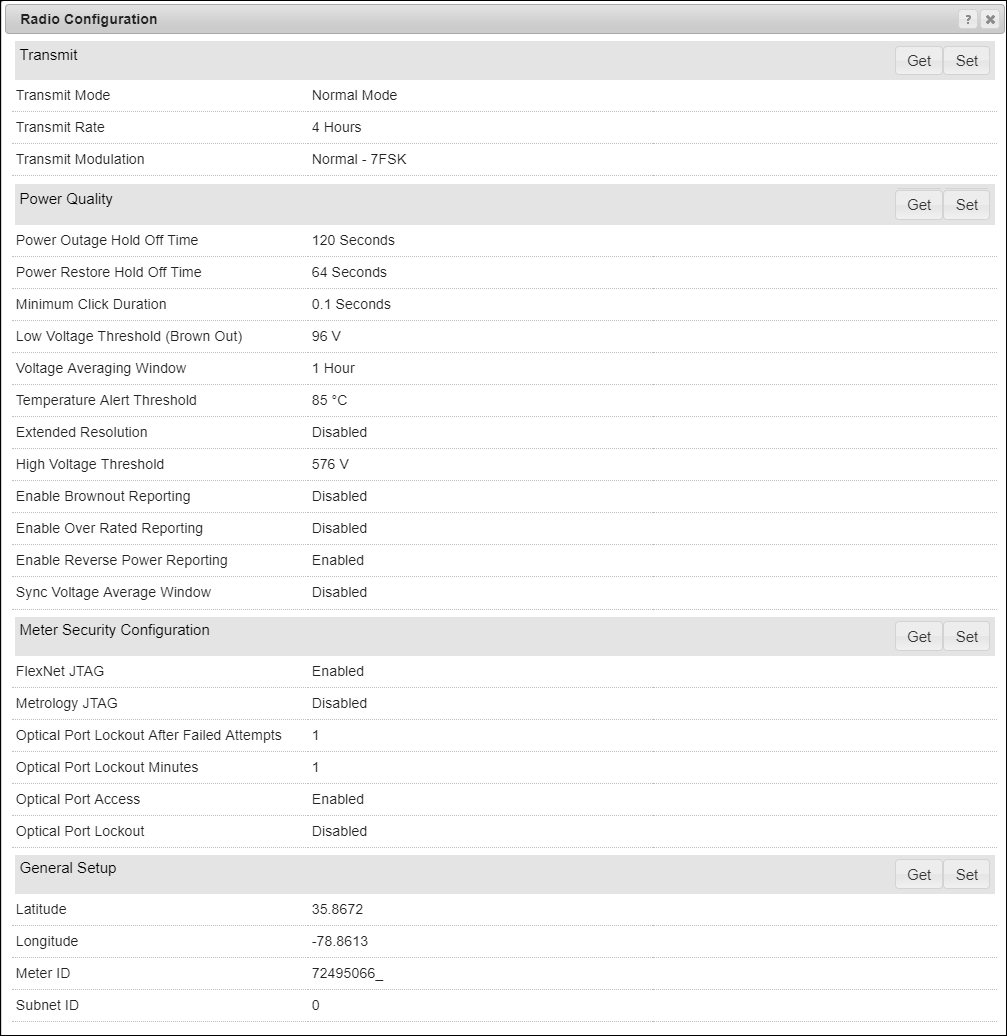 Radio Configuration ? ✖
Transmit Get Set
Transmit Mode Normal Mode
Transmit Rate 4 Hours
Transmit Modulation Normal - 7FSK
Power Quality Get Set
Power Outage Hold Off Time 120 Seconds
Power Restore Hold Off Time 64 Seconds
Minimum Click Duration 0.1 Seconds
Low Voltage Threshold (Brown Out) 96 V
Voltage Averaging Window 1 Hour
Temperature Alert Threshold 85 °C
Extended Resolution Disabled
High Voltage Threshold 576 V
Enable Brownout Reporting Disabled
Enable Over Rated Reporting Disabled
Enable Reverse Power Reporting Enabled
Sync Voltage Average Window Disabled
Meter Security Configuration Get Set
FlexNet JTAG Enabled
Metrology JTAG Disabled
Optical Port Lockout After Failed Attempts 1
Optical Port Lockout Minutes 1
Optical Port Access Enabled
Optical Port Lockout Disabled
General Setup Get Set
Latitude 35.8672
Longitude -78.8613
Meter ID 72495066_
Subnet ID 0